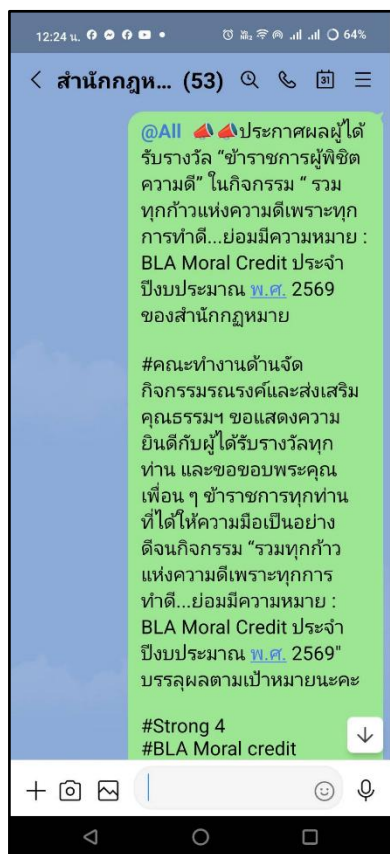 12:24 น. 64%
สำนักกฎห... (53)
31
@All 📣📣ประกาศผลผู้ได้
รับรางวัล “ข้าราชการผู้พิชิต
ความดี” ในกิจกรรม “ รวม
ทุกก้าวแห่งความดีเพราะทุก
การทำดี...ย่อมมีความหมาย :
BLA Moral Credit ประจำ
ปีงบประมาณ พ.ศ. 2569
ของสำนักกฎหมาย
#คณะทำงานด้านจัด
กิจกรรมรณรงค์และส่งเสริม
คุณธรรมฯ ขอแสดงความ
ยินดีกับผู้ได้รับรางวัลทุก
ท่าน และขอขอบพระคุณ
เพื่อน ๆ ข้าราชการทุกท่าน
ที่ได้ให้ความมือเป็นอย่าง
ดีจนกิจกรรม “รวมทุกก้าว
แห่งความดีเพราะทุกการ
ทำดี...ย่อมมีความหมาย :
BLA Moral Credit ประจำ
ปีงบประมาณ พ.ศ. 2569"
บรรลุผลตามเป้าหมายนะคะ
#Strong 4
#BLA Moral credit